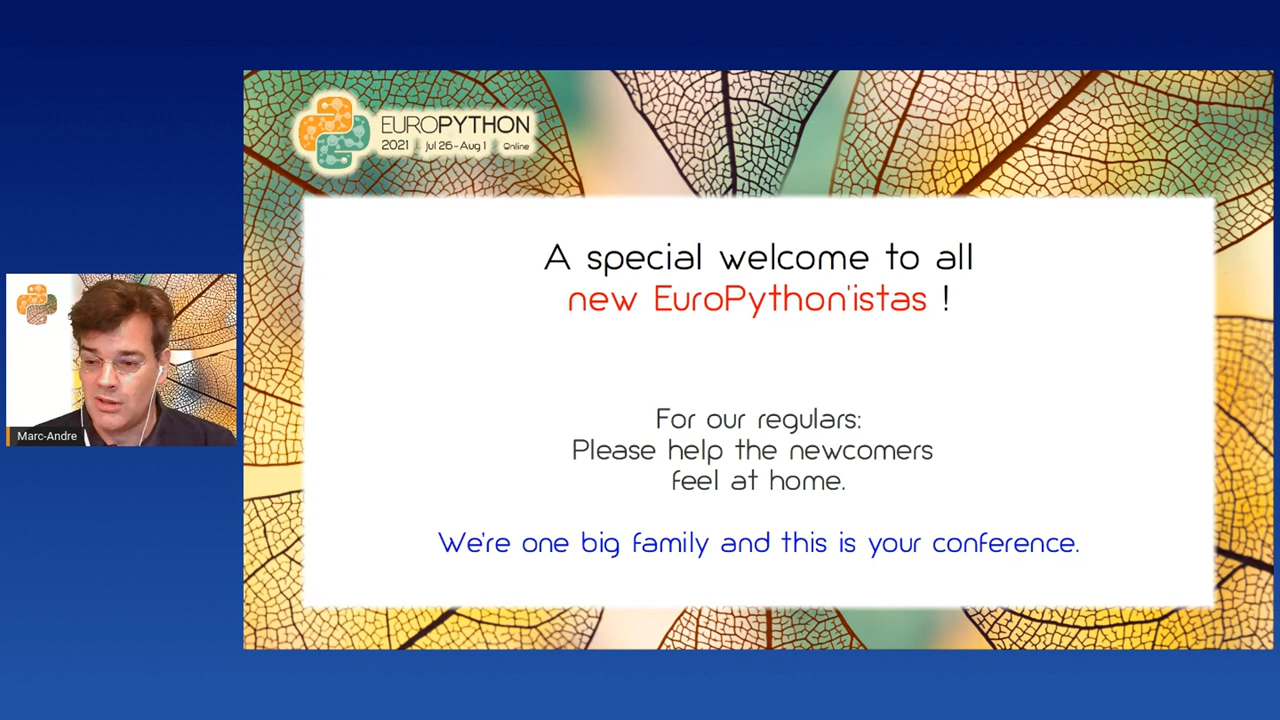 EUROPYTHON
2021 Jul 26-Aug 1 Online
A special welcome to all
new EuroPython'istas !
For our regulars:
Please help the newcomers
feel at home.
We're one big family and this is your conference.
Marc-Andre